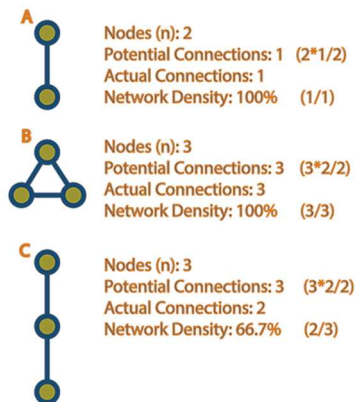 A
Nodes (n): 2
Potential Connections: 1 (2*1/2)
Actual Connections: 1
Network Density: 100% (1/1)
B
Nodes (n): 3
Potential Connections: 3 (3*2/2)
Actual Connections: 3
Network Density: 100% (3/3)
C
Nodes (n): 3
Potential Connections: 3 (3*2/2)
Actual Connections: 2
Network Density: 66.7% (2/3)